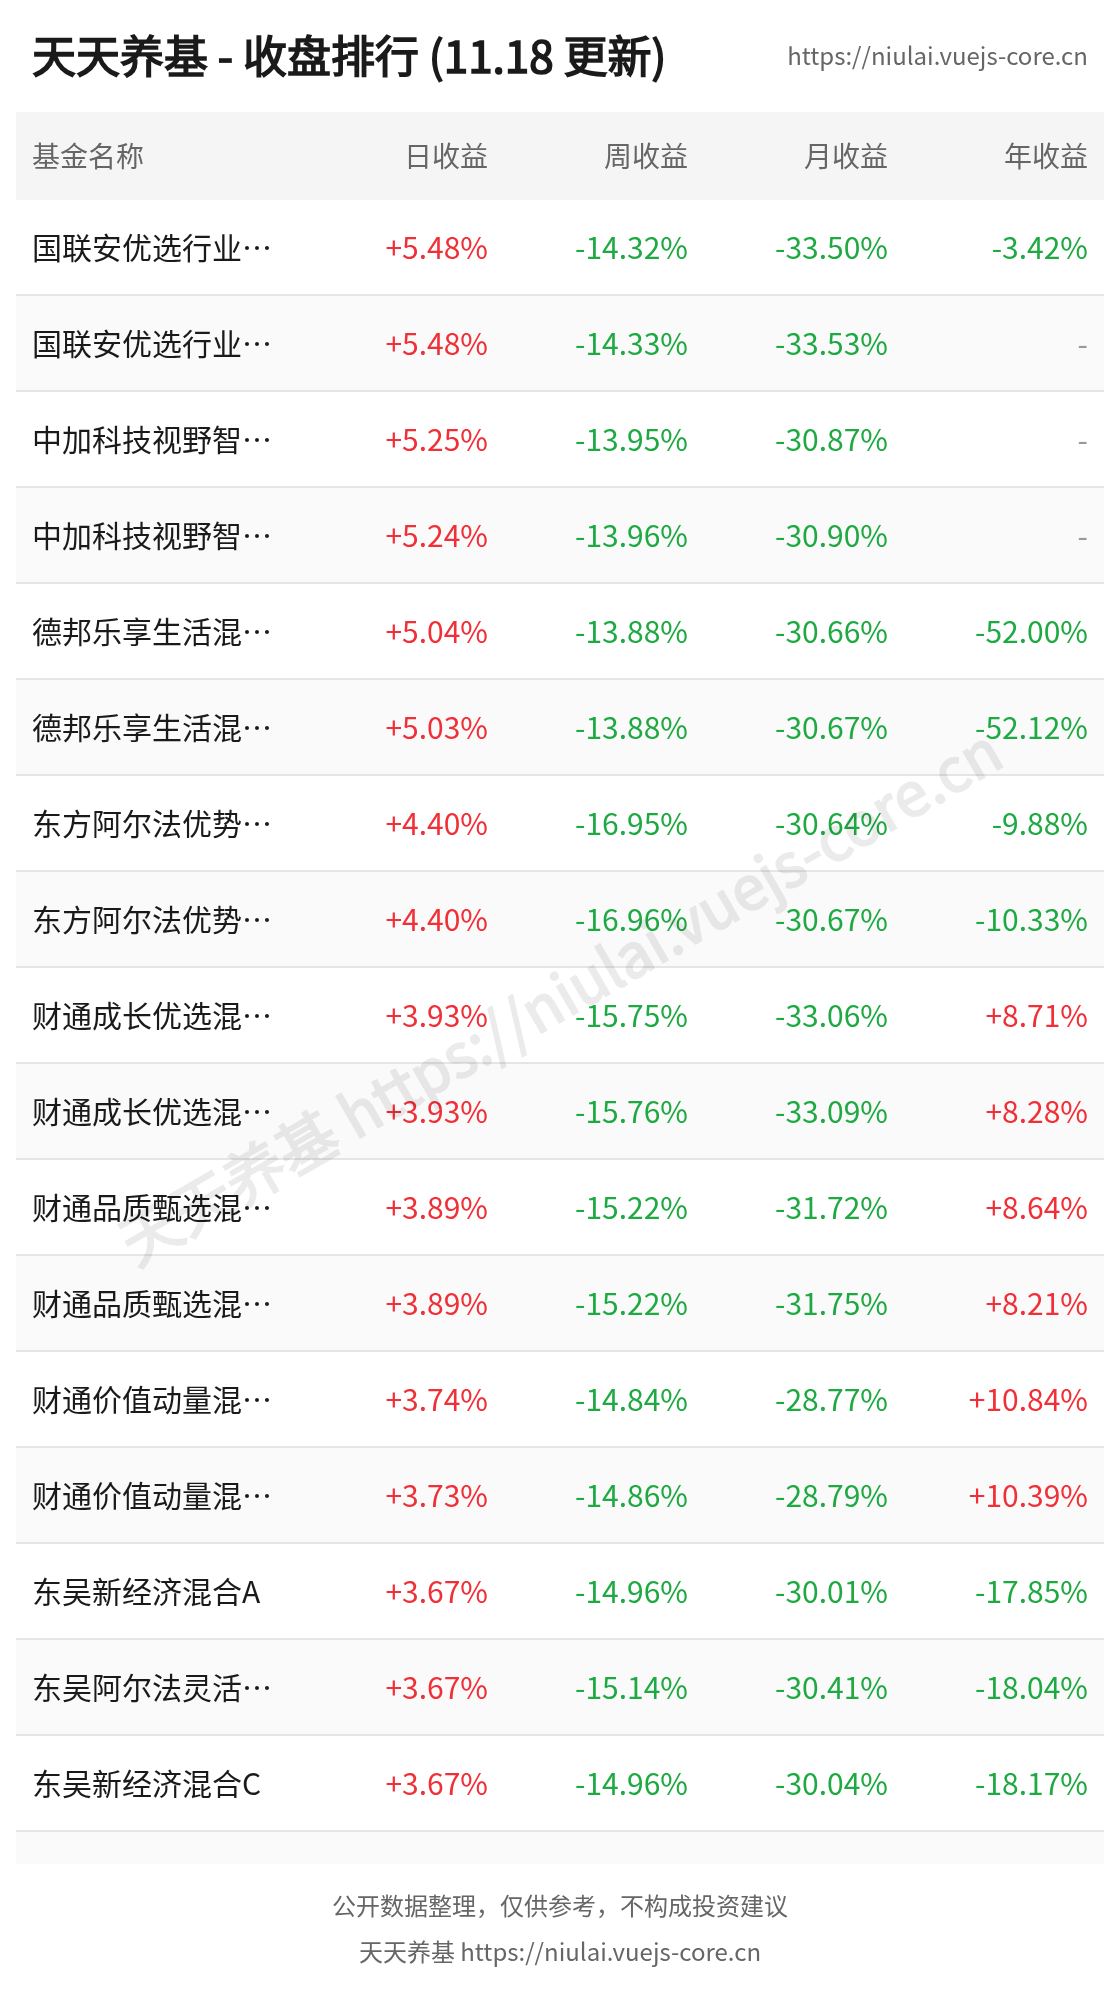 天天养基 - 收盘排行 (11.18 更新) https://niulai.vuejs-core.cn
基金名称 日收益 周收益 月收益 年收益
国联安优选行业… +5.48% -14.32% -33.50% -3.42%
国联安优选行业… +5.48% -14.33% -33.53% -
中加科技视野智… +5.25% -13.95% -30.87% -
中加科技视野智… +5.24% -13.96% -30.90% -
德邦乐享生活混… +5.04% -13.88% -30.66% -52.00%
德邦乐享生活混… +5.03% -13.88% -30.67% -52.12%
东方阿尔法优势… +4.40% -16.95% -30.64% -9.88%
东方阿尔法优势… +4.40% -16.96% -30.67% -10.33%
财通成长优选混… +3.93% -15.75% -33.06% +8.71%
财通成长优选混… +3.93% -15.76% -33.09% +8.28%
财通品质甄选混… +3.89% -15.22% -31.72% +8.64%
财通品质甄选混… +3.89% -15.22% -31.75% +8.21%
财通价值动量混… +3.74% -14.84% -28.77% +10.84%
财通价值动量混… +3.73% -14.86% -28.79% +10.39%
东吴新经济混合A +3.67% -14.96% -30.01% -17.85%
东吴阿尔法灵活… +3.67% -15.14% -30.41% -18.04%
东吴新经济混合C +3.67% -14.96% -30.04% -18.17%
天天养基 https://niulai.vuejs-core.cn
公开数据整理，仅供参考，不构成投资建议
天天养基 https://niulai.vuejs-core.cn